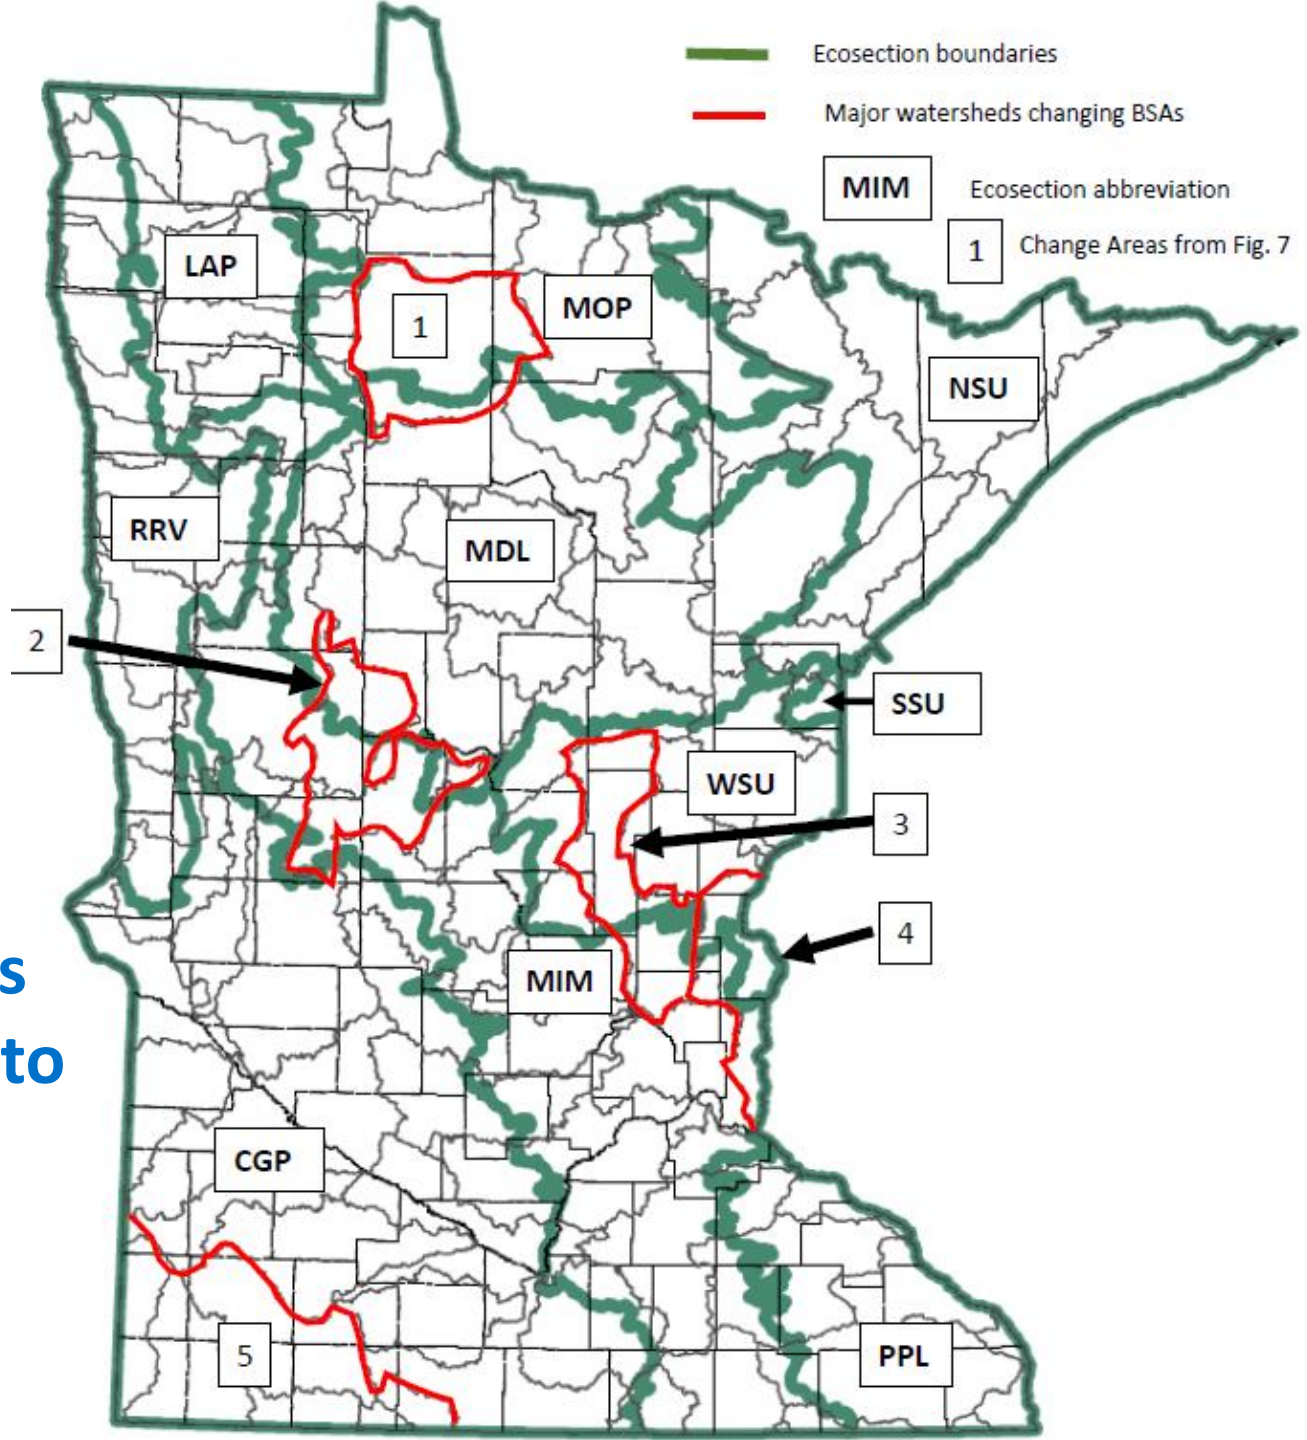 Ecosection boundaries
Major watersheds changing BSAs
MIM Ecosection abbreviation
1 Change Areas from Fig. 7
LAP
1
MOP
NSU
RRV
MDL
2
SSU
WSU
3
4
s
MIM
to
CGP
5
PPL